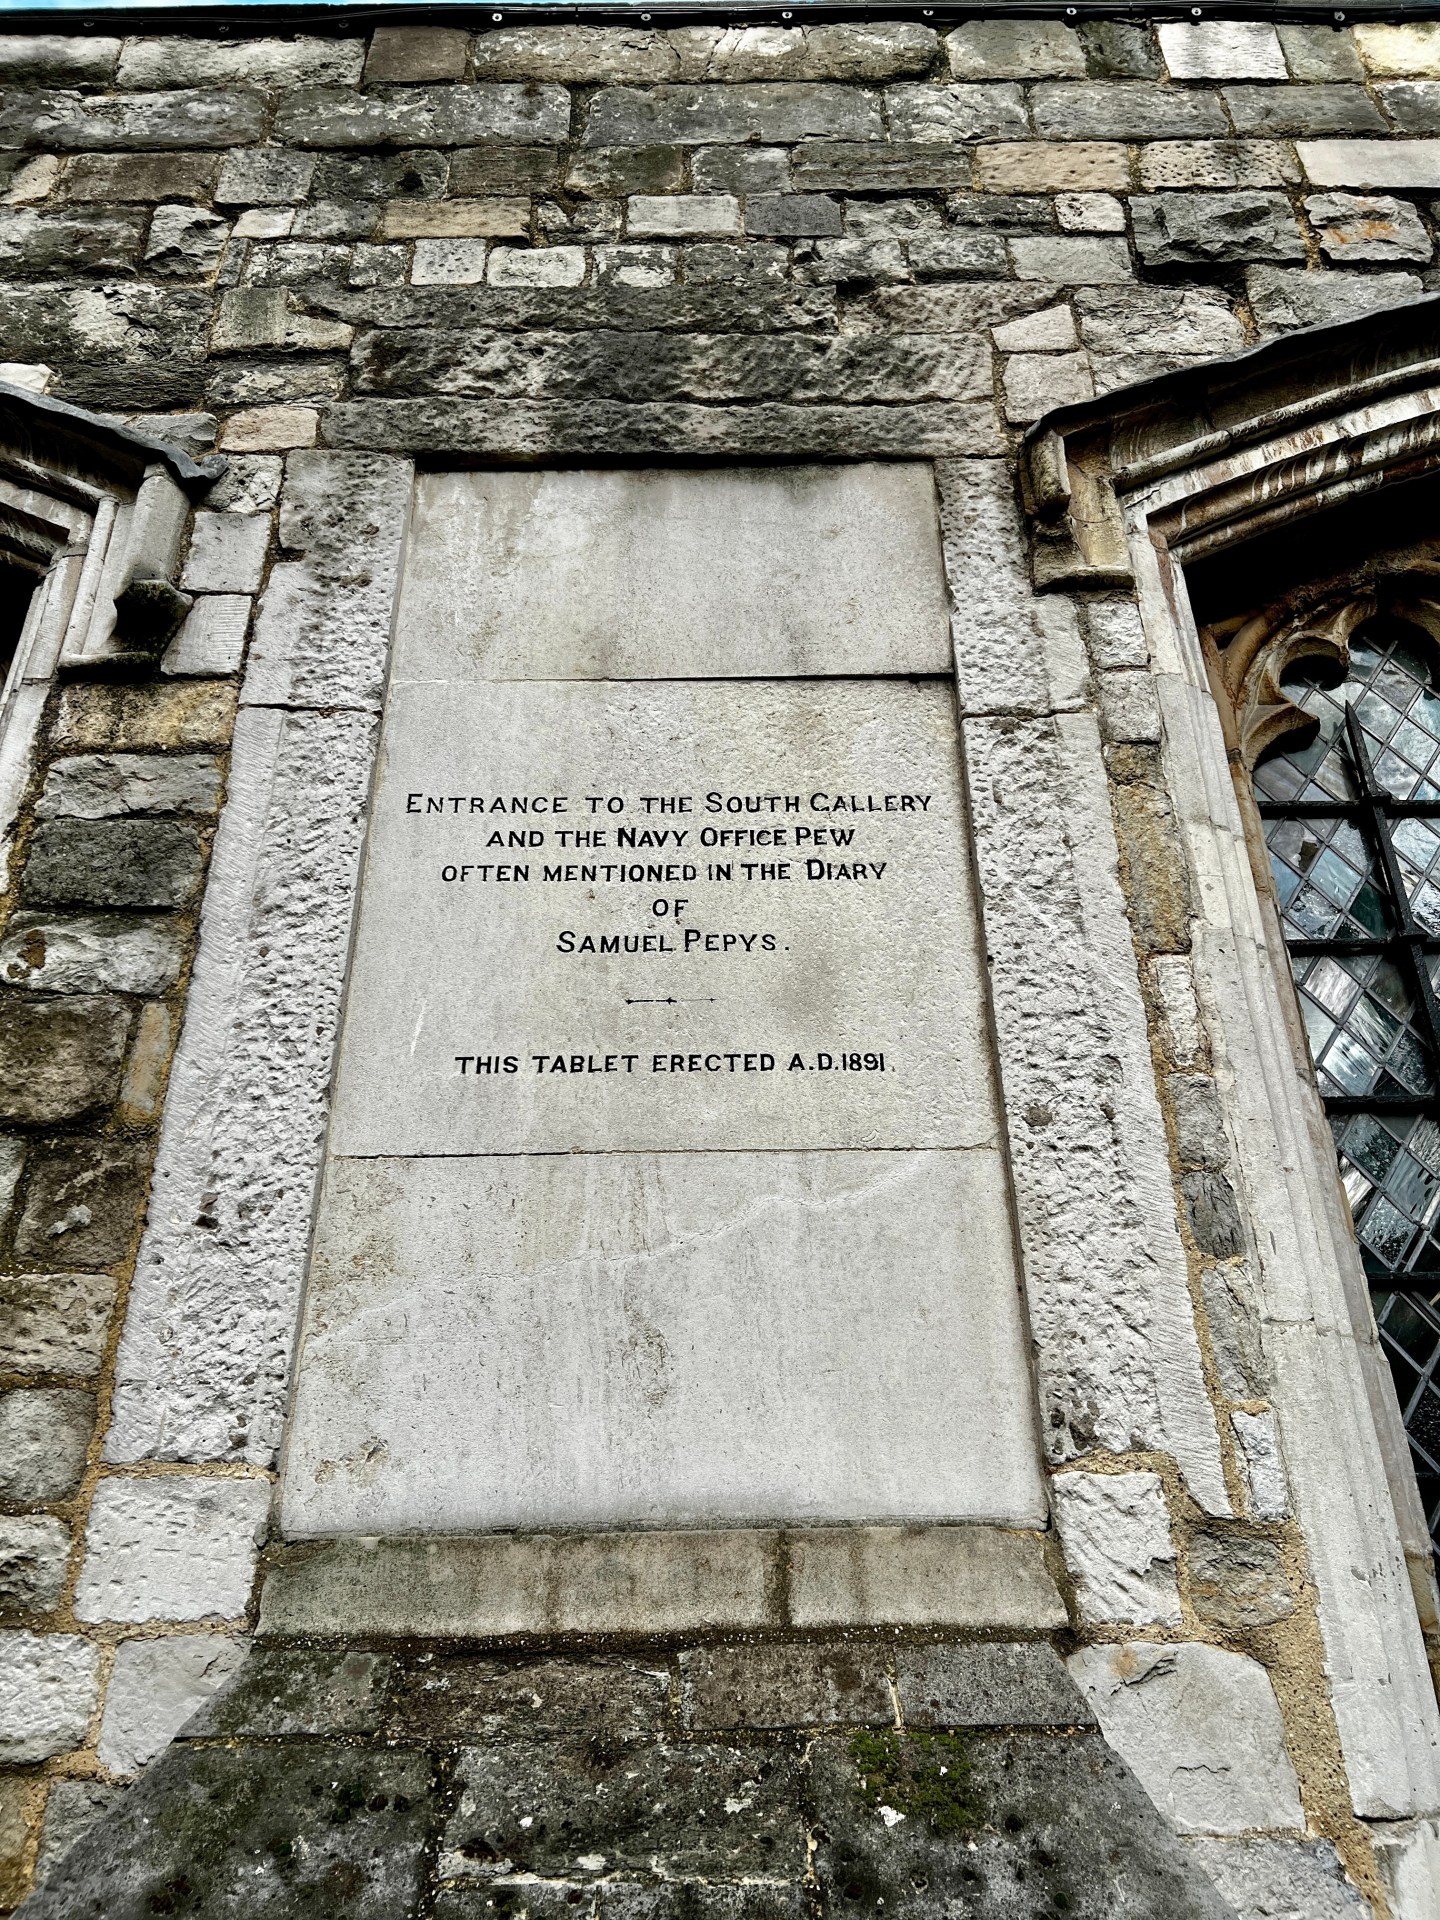 ENTRANCE TO THE SOUTH GALLERY
AND THE NAVY OFFICE PEW
OFTEN MENTIONED IN THE DIARY
OF
SAMUEL PEPYS.
THIS TABLET ERECTED A.D.1891.